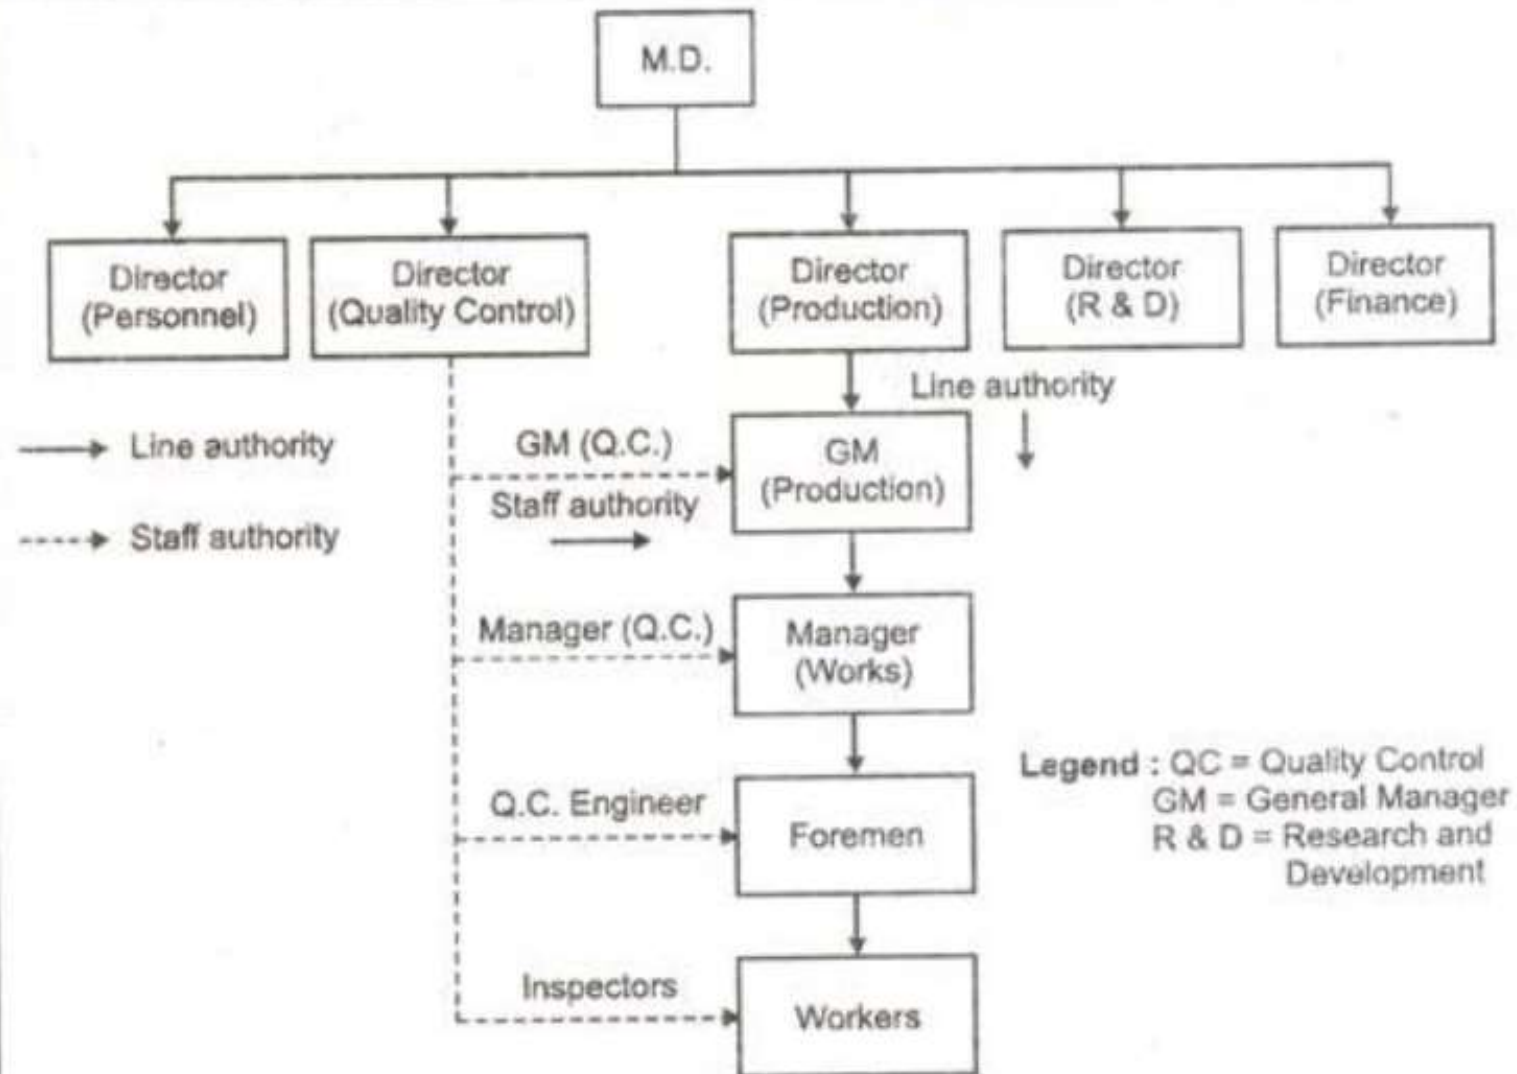 M.D.
Director
(Personnel)
Director
(Quality Control)
Director
(Production)
Director
(R & D)
Director
(Finance)
Line authority
Line authority
Staff authority
GM (Q.C.)
Staff authority
GM
(Production)
Manager (Q.C.)
Manager
(Works)
Q.C. Engineer
Foremen
Inspectors
Workers
Legend : QC = Quality Control
GM = General Manager
R & D = Research and
Development